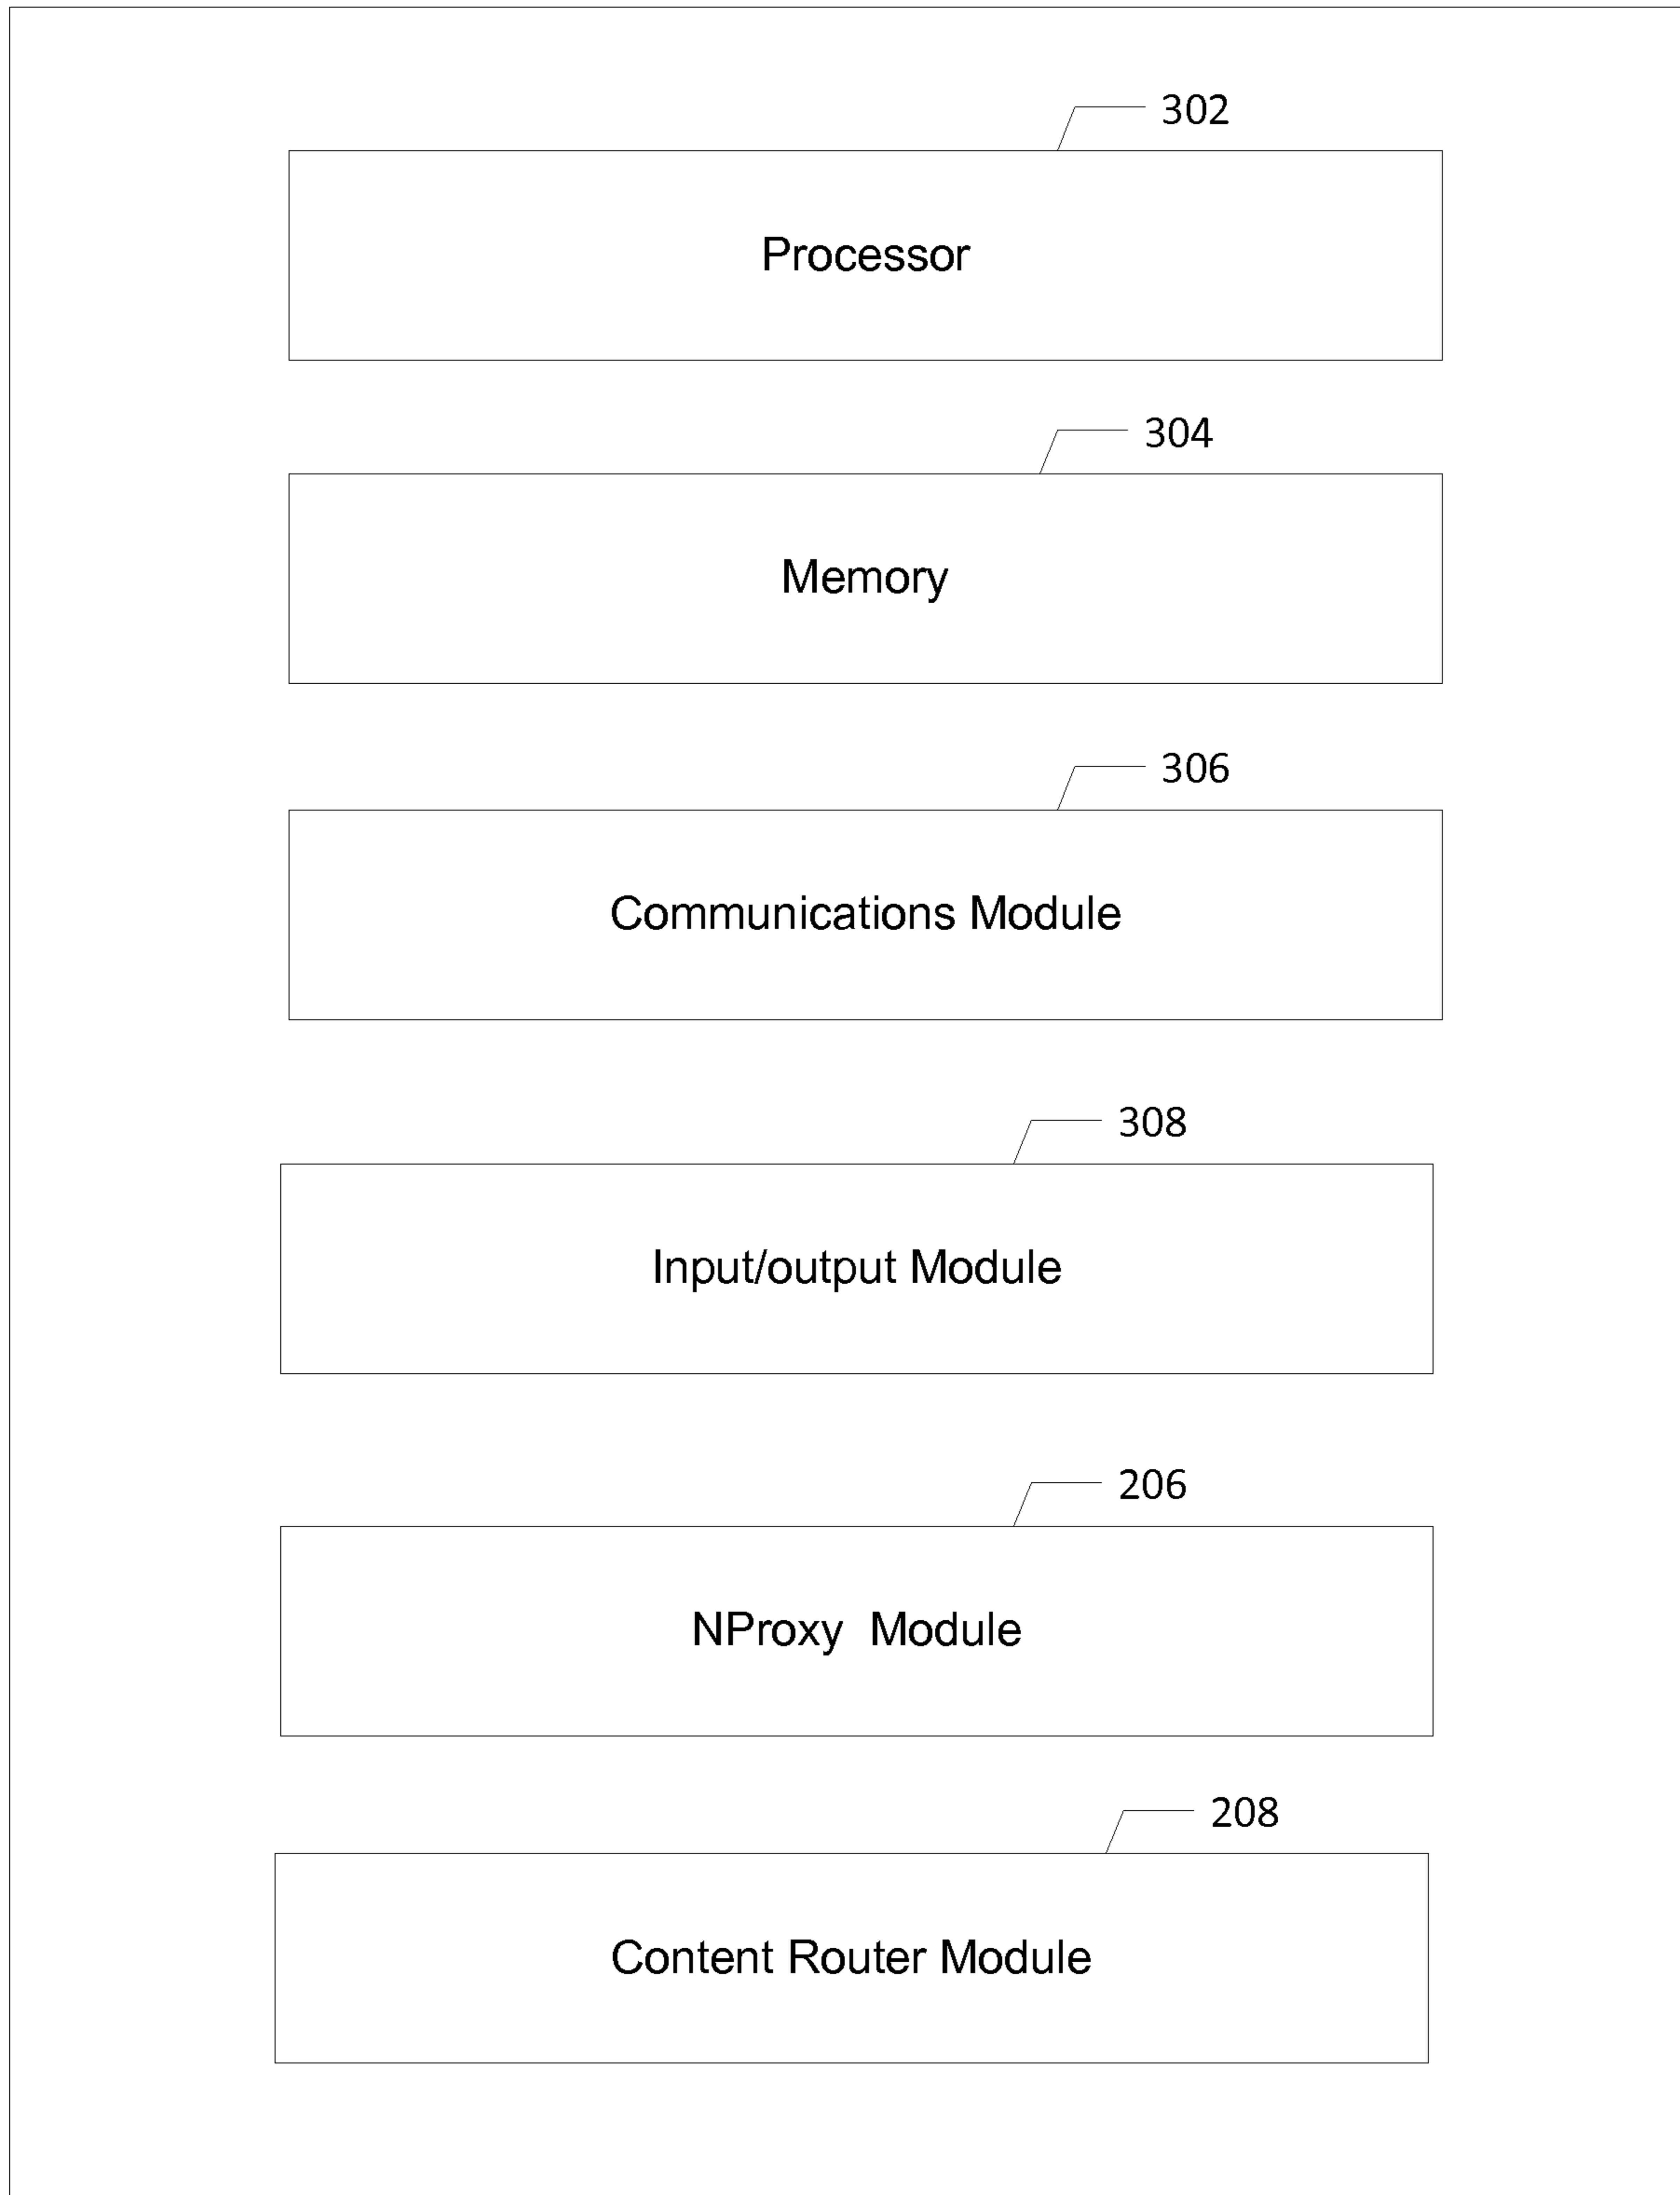 302
Processor
304
Memory
306
Communications Module
308
Input/output Module
206
NProxy  Module
208
Content Router Module